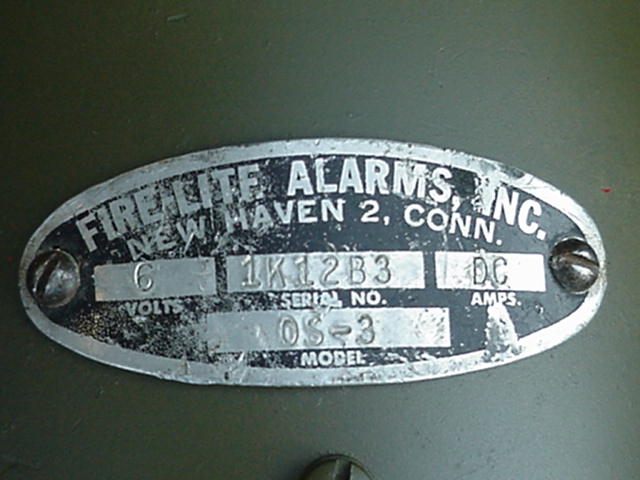 FIRE-LITE ALARMS, INC.
NEW HAVEN 2, CONN.
6 1K12B3 DC
VOLTS SERIAL NO. AMPS.
OS-3
MODEL